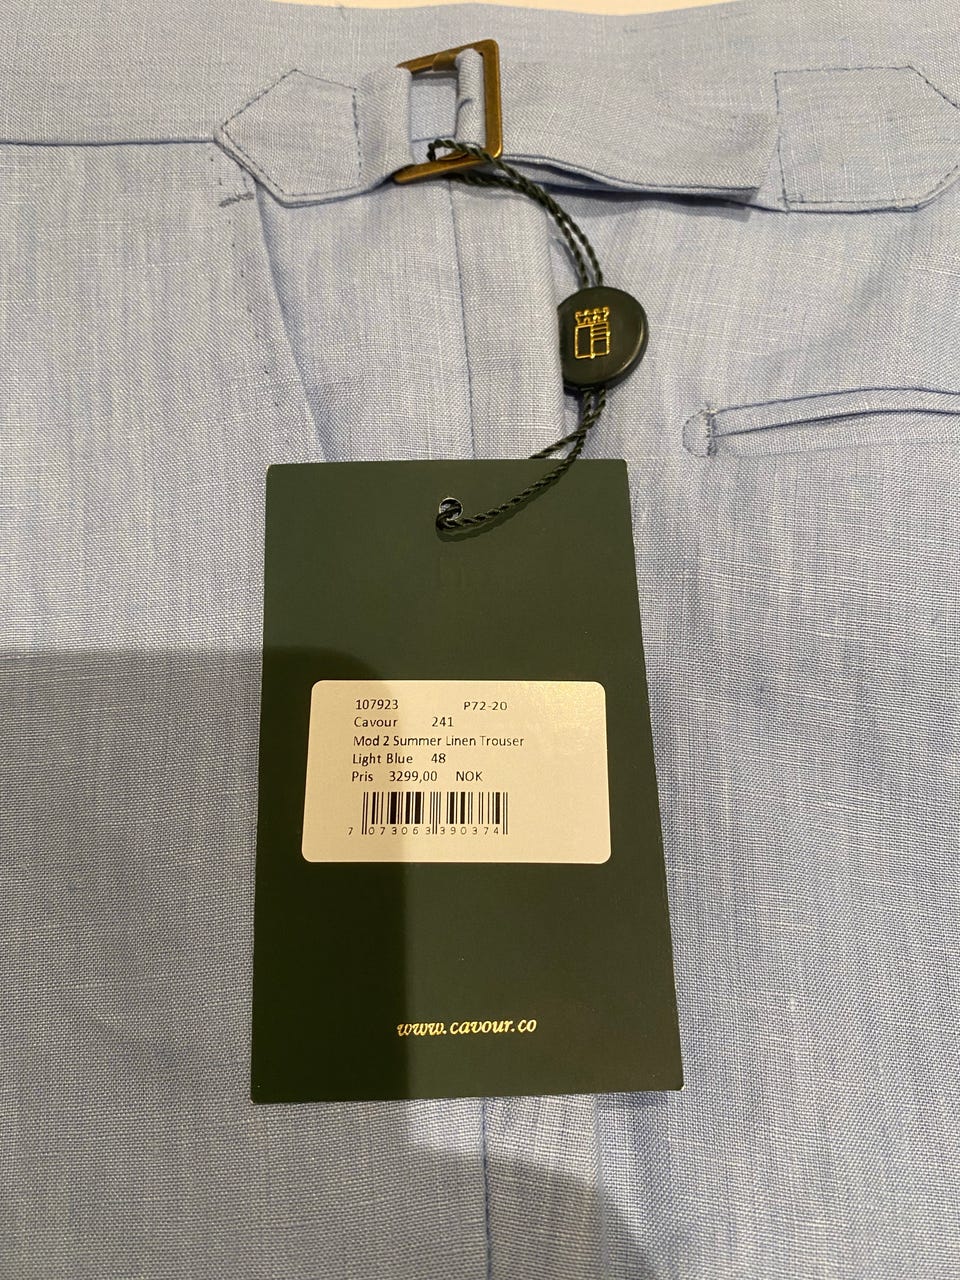 107923 P72-20
Cavour 241
Mod 2 Summer Linen Trouser
Light Blue 48
Pris 3299,00 NOK
7 073063 390374
www.cavour.co